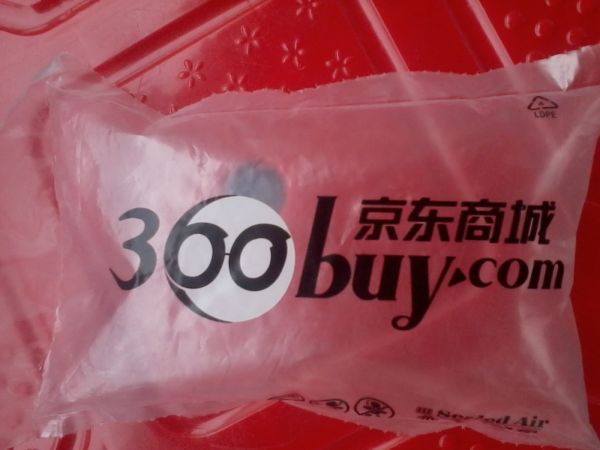 LDPE
京东商城
360buy.com
Sealed Air